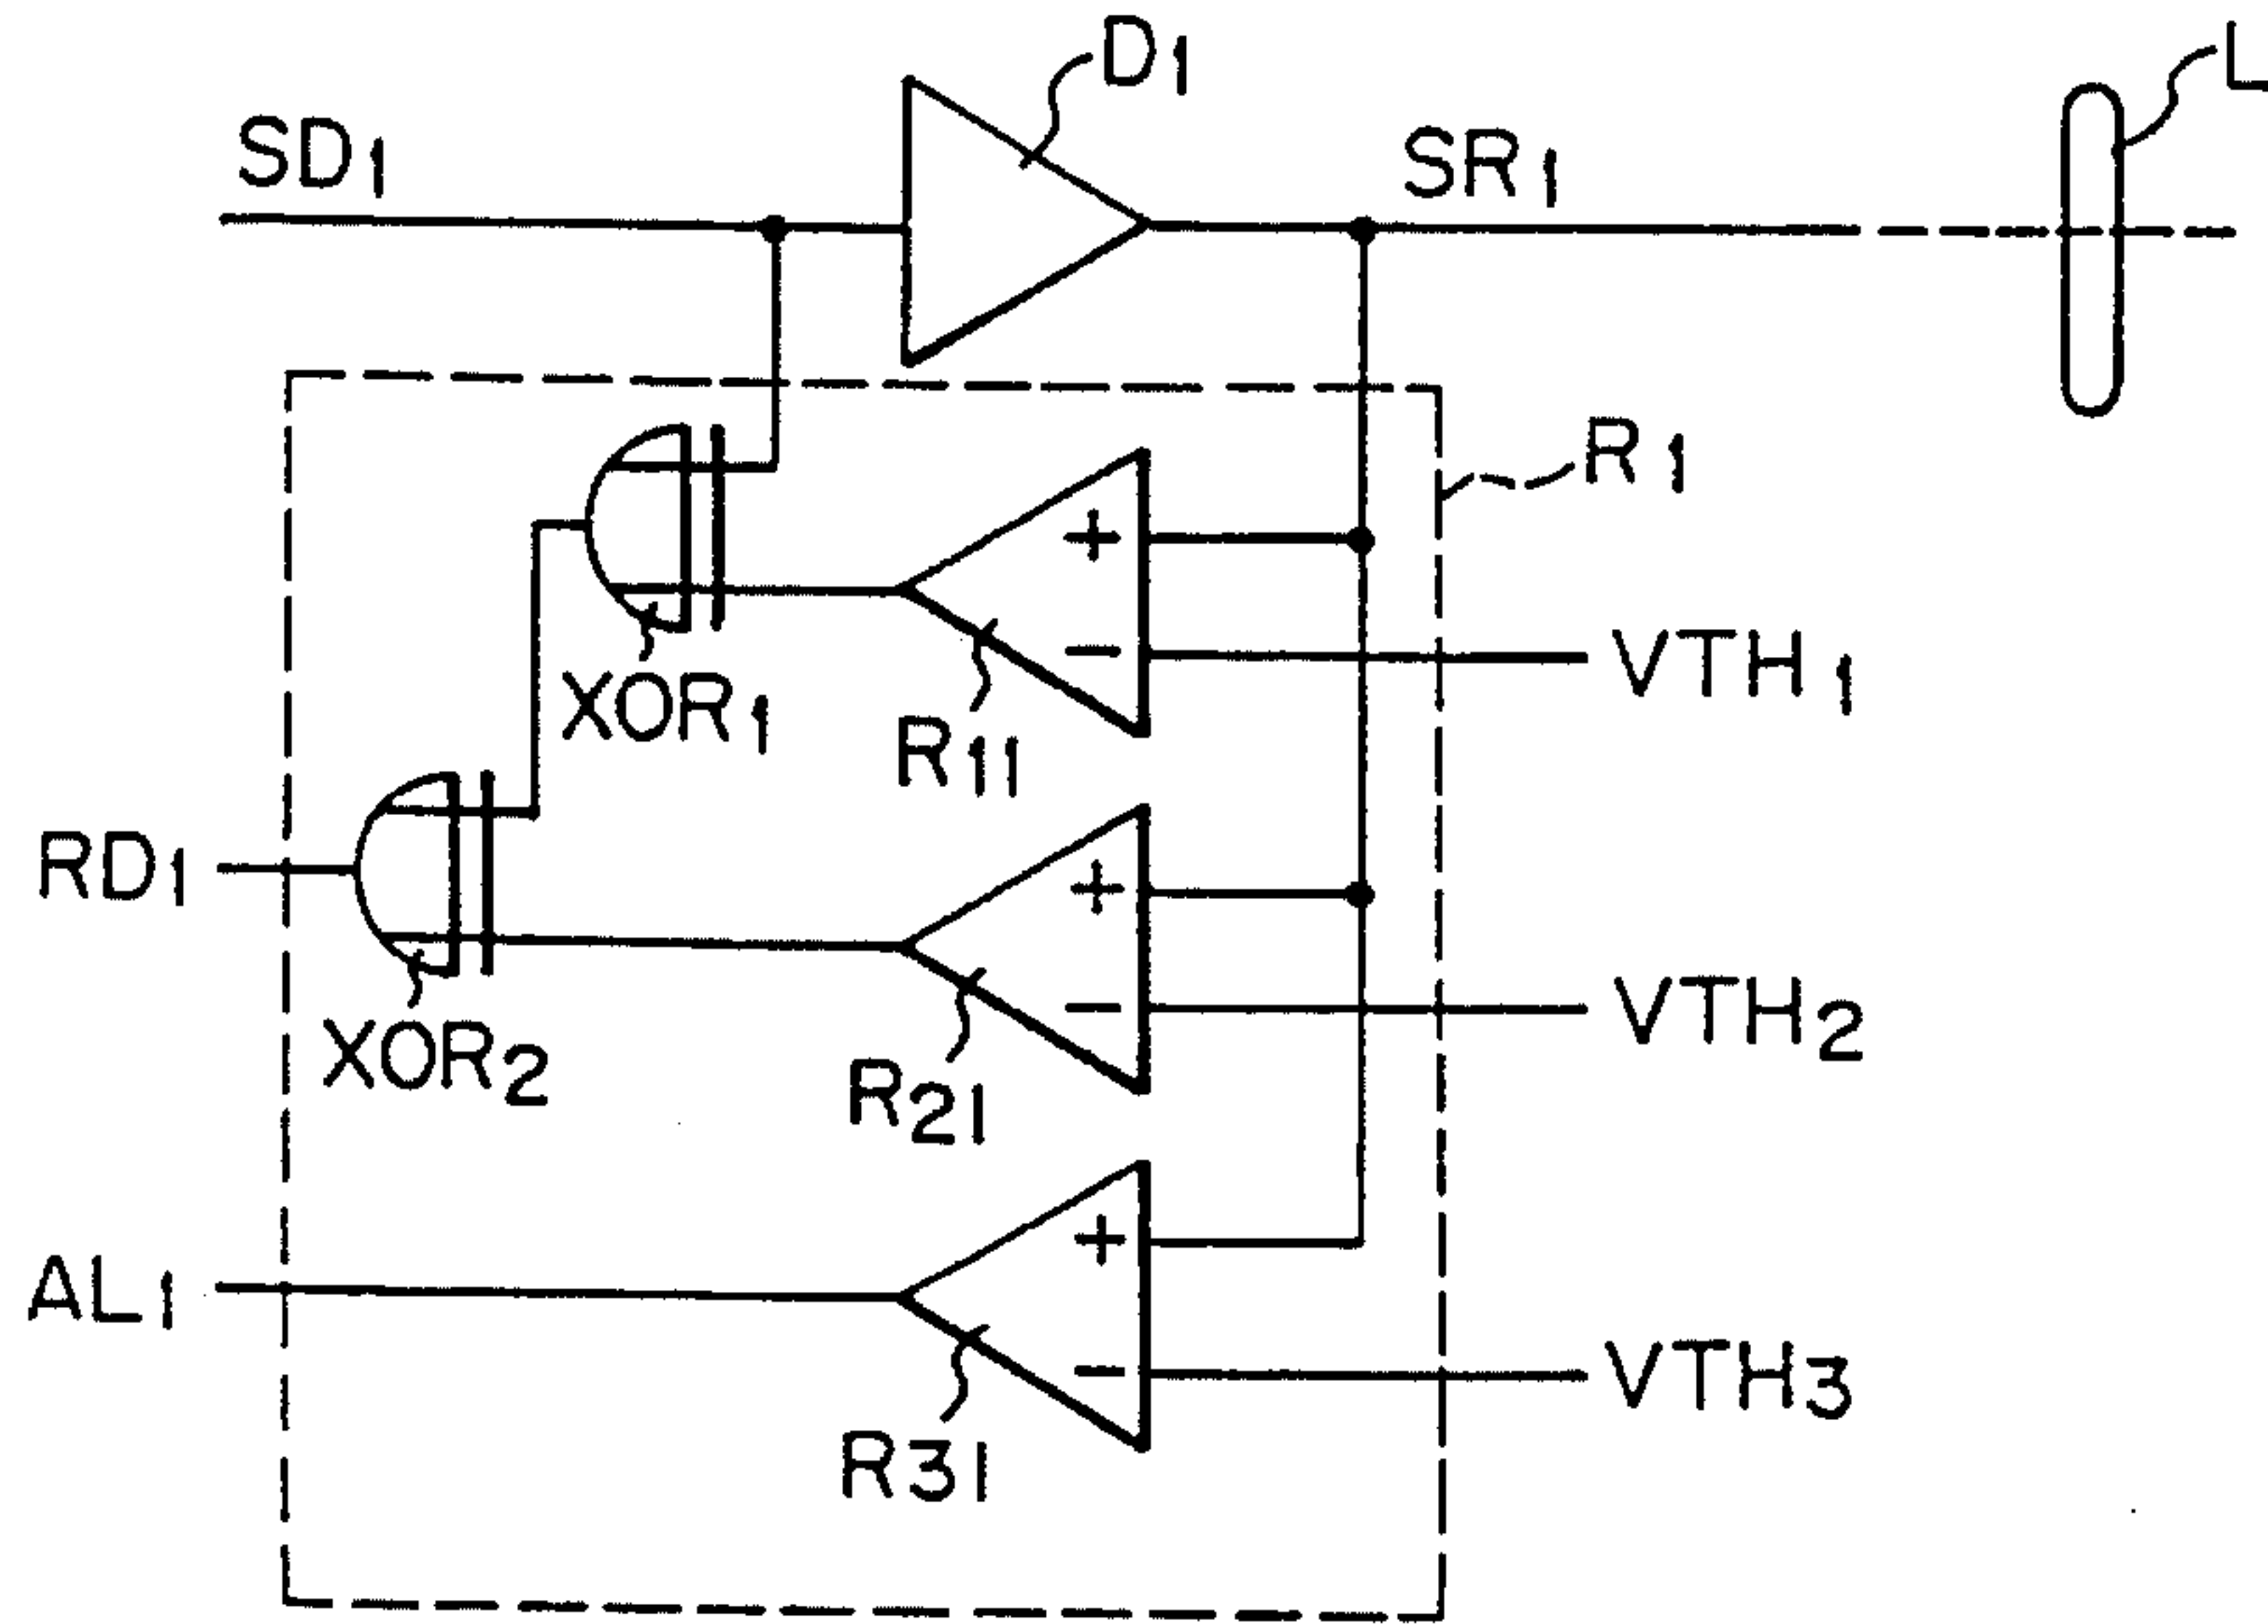 D1
L
SD1
SR1
R1
+
−
VTH1
XOR1
R11
RD1
+
−
VTH2
XOR2
R21
AL1
+
−
VTH3
R31